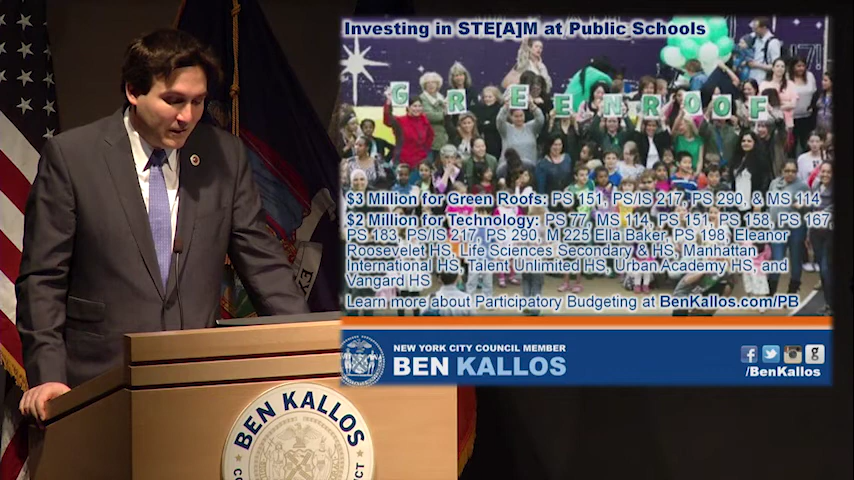 Investing in STE[A]M at Public Schools
GREENROOF
$3 Million for Green Roofs: PS 151, PS/IS 217, PS 290, & MS 114
$2 Million for Technology: PS 77, MS 114, PS 151, PS 158, PS 167
PS 183, PS/IS 217, PS 290, M 225 Ella Baker, PS 198, Eleanor
Roosevelet HS, Life Sciences Secondary & HS, Manhattan
International HS, Talent Unlimited HS, Urban Academy HS, and
Vangard HS
Learn more about Participatory Budgeting at BenKallos.com/PB
NEW YORK CITY COUNCIL MEMBER
BEN KALLOS
/BenKallos
BEN KALLOS